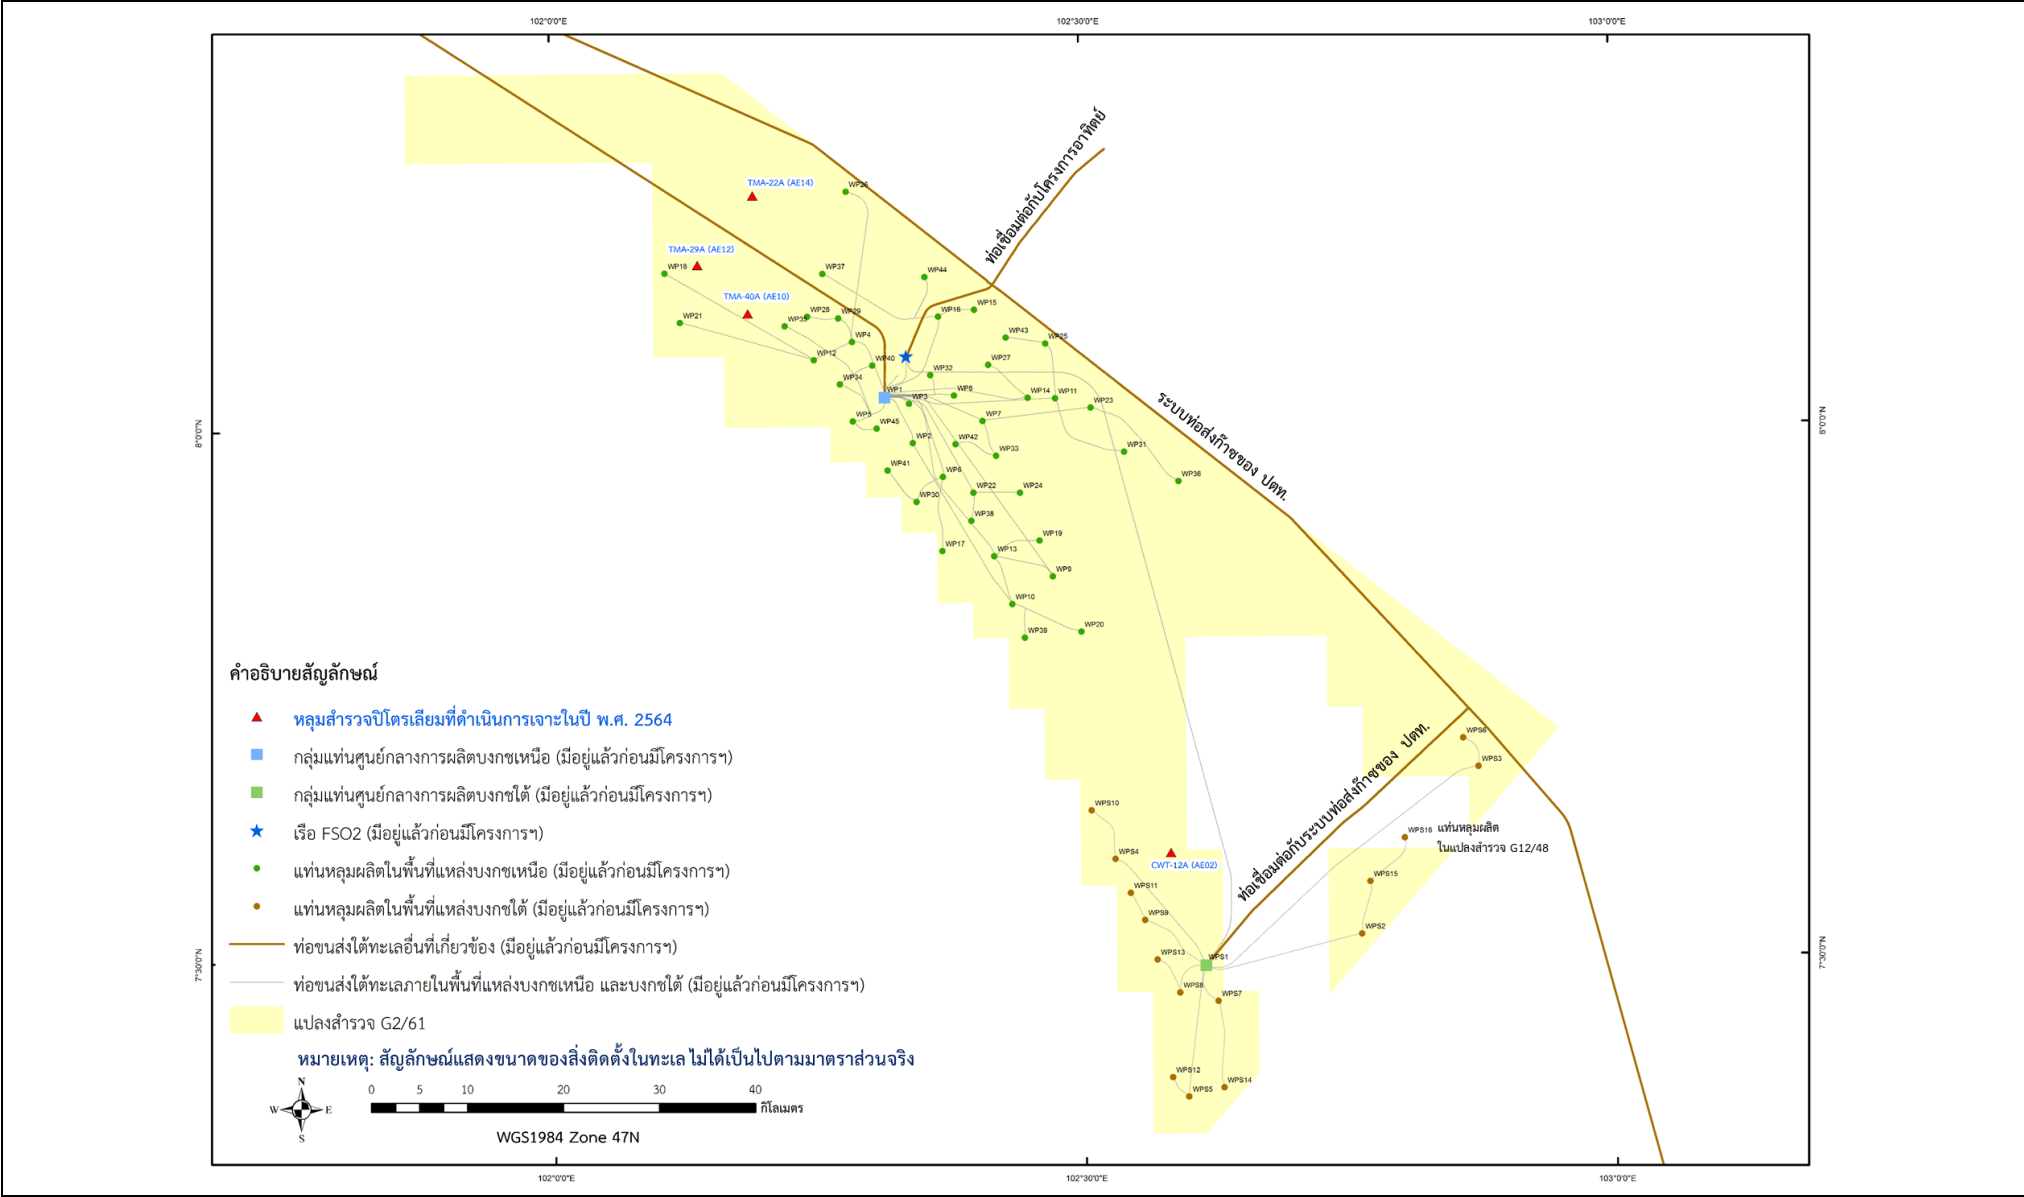 102°0'0"E
102°30'0"E
103°0'0"E
ท่อเชื่อมต่อกับโครงการอาทิตย์
TMA-22A (AE14)
WP26
TMA-29A (AE12)
WP18
WP37
WP44
TMA-40A (AE10)
WP21
WP35
WP28
WP29
WP16
WP15
WP4
WP43
WP25
WP12
WP40
WP27
WP32
WP34
WP1
WP3
WP8
WP14
WP11
WP23
ระบบท่อส่งก๊าซของ ปตท.
8°0'0"N
8°0'0"N
WP5
WP45
WP7
WP2
WP42
WP33
WP31
WP41
WP6
WP36
WP30
WP22
WP24
WP38
WP17
WP13
WP19
WP9
WP10
WP39
WP20
คำอธิบายสัญลักษณ์
หลุมสำรวจปิโตรเลียมที่ดำเนินการเจาะในปี พ.ศ. 2564
กลุ่มแท่นศูนย์กลางการผลิตบงกชเหนือ (มีอยู่แล้วก่อนมีโครงการฯ)
กลุ่มแท่นศูนย์กลางการผลิตบงกชใต้ (มีอยู่แล้วก่อนมีโครงการฯ)
เรือ FSO2 (มีอยู่แล้วก่อนมีโครงการฯ)
แท่นหลุมผลิตในพื้นที่แหล่งบงกชเหนือ (มีอยู่แล้วก่อนมีโครงการฯ)
แท่นหลุมผลิตในพื้นที่แหล่งบงกชใต้ (มีอยู่แล้วก่อนมีโครงการฯ)
ท่อขนส่งใต้ทะเลอื่นที่เกี่ยวข้อง (มีอยู่แล้วก่อนมีโครงการฯ)
ท่อขนส่งใต้ทะเลภายในพื้นที่แหล่งบงกชเหนือ และบงกชใต้ (มีอยู่แล้วก่อนมีโครงการฯ)
แปลงสำรวจ G2/61
หมายเหตุ: สัญลักษณ์แสดงขนาดของสิ่งติดตั้งในทะเล ไม่ได้เป็นไปตามมาตราส่วนจริง
ท่อเชื่อมต่อกับระบบท่อส่งก๊าซของ ปตท.
WPS6
WPS3
WPS10
WPS4
CWT-12A (AE02)
WPS16
แท่นหลุมผลิต
ในแปลงสำรวจ G12/48
WPS11
WPS15
WPS9
WPS2
WPS13
WPS1
7°30'0"N
7°30'0"N
WPS8
WPS7
WPS12
WPS5
WPS14
N
W
E
S
0 5 10 20 30 40
กิโลเมตร
WGS1984 Zone 47N
102°0'0"E
102°30'0"E
103°0'0"E